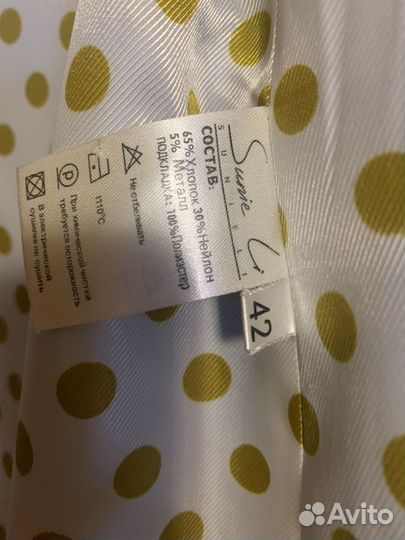 Sunie Li
SUNIELI
СОСТАВ:
65%Хлопок 30%Нейлон
5% Металл
подкладка: 100%Полиэстер
Не отбеливать
110°C
P
При химической чистке
требуется осторожность
В электрической
сушилке не сушить
42
Avito